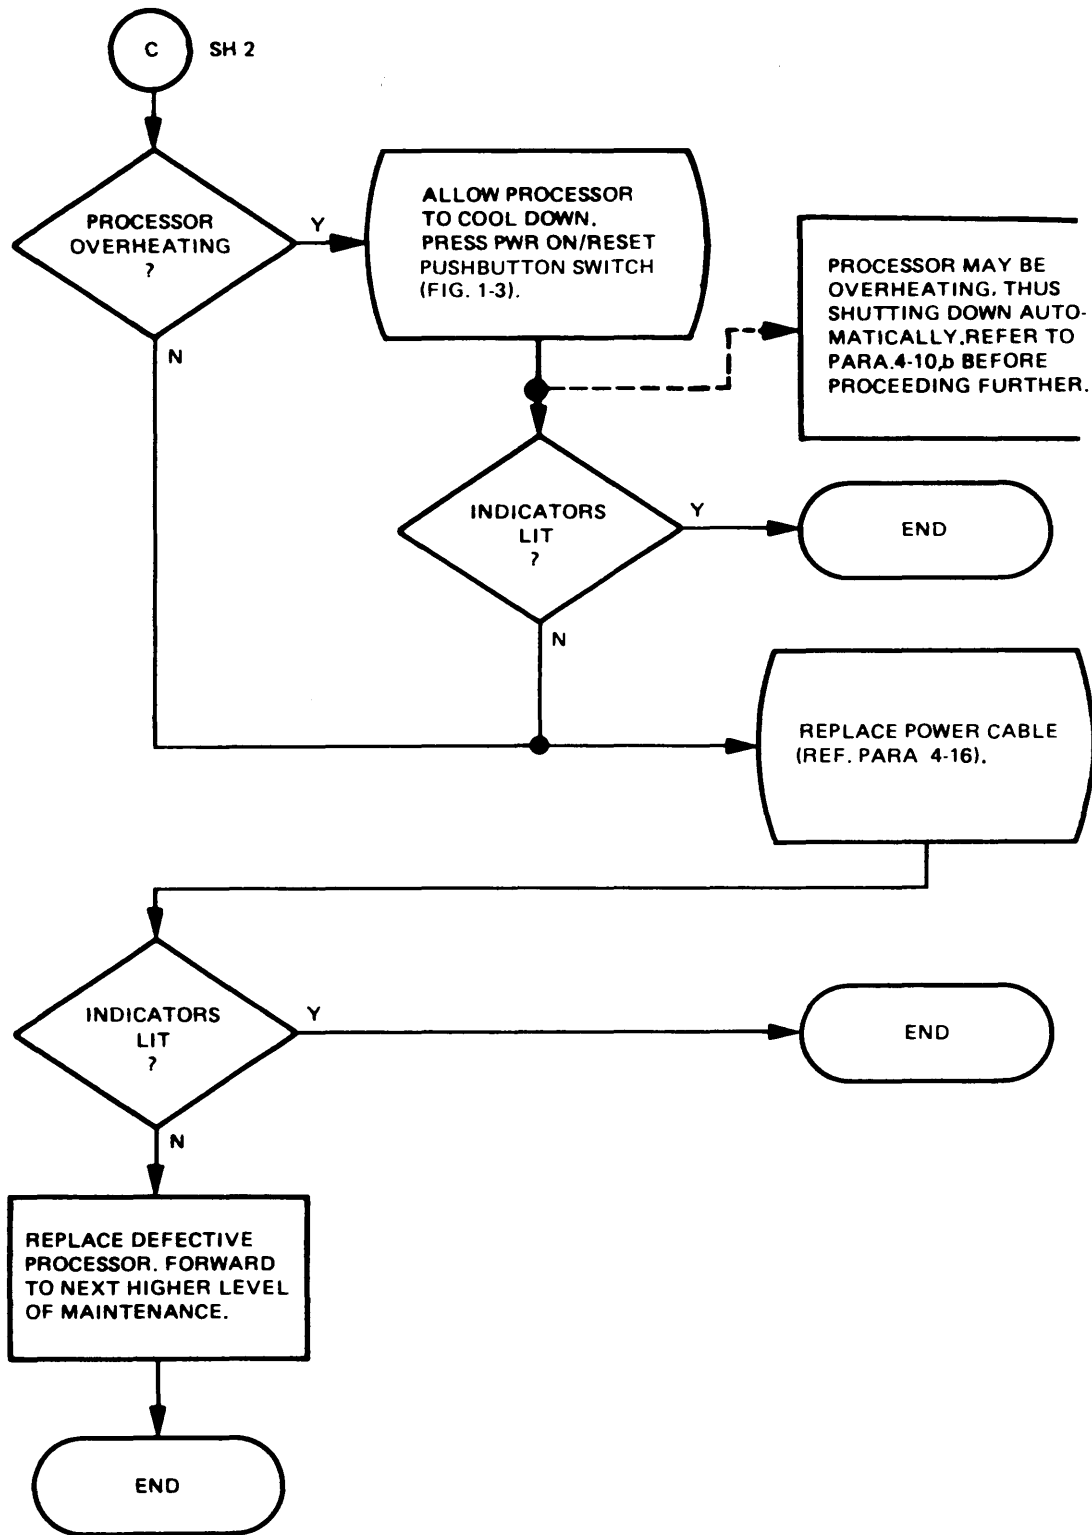 C SH 2
PROCESSOR
OVERHEATING
?
Y
N
ALLOW PROCESSOR
TO COOL DOWN.
PRESS PWR ON/RESET
PUSHBUTTON SWITCH
(FIG. 1-3).
PROCESSOR MAY BE
OVERHEATING, THUS
SHUTTING DOWN AUTO-
MATICALLY.REFER TO
PARA.4-10,b BEFORE
PROCEEDING FURTHER.
INDICATORS
LIT
?
Y
N
END
REPLACE POWER CABLE
(REF. PARA 4-16).
INDICATORS
LIT
?
Y
N
END
REPLACE DEFECTIVE
PROCESSOR. FORWARD
TO NEXT HIGHER LEVEL
OF MAINTENANCE.
END